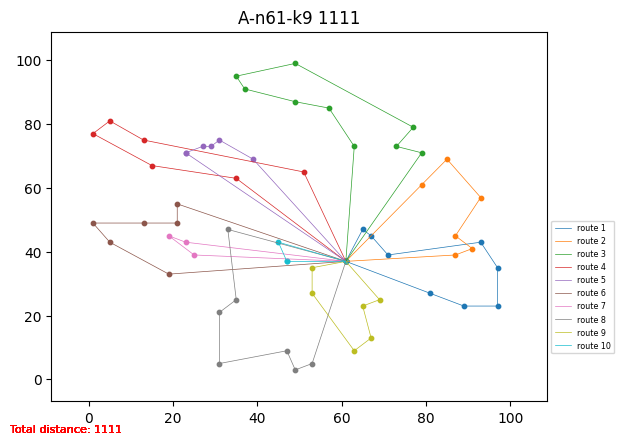 A-n61-k9 1111
100
80
60
40
20
0
0 20 40 60 80 100
route 1
route 2
route 3
route 4
route 5
route 6
route 7
route 8
route 9
route 10
Total distance: 1111